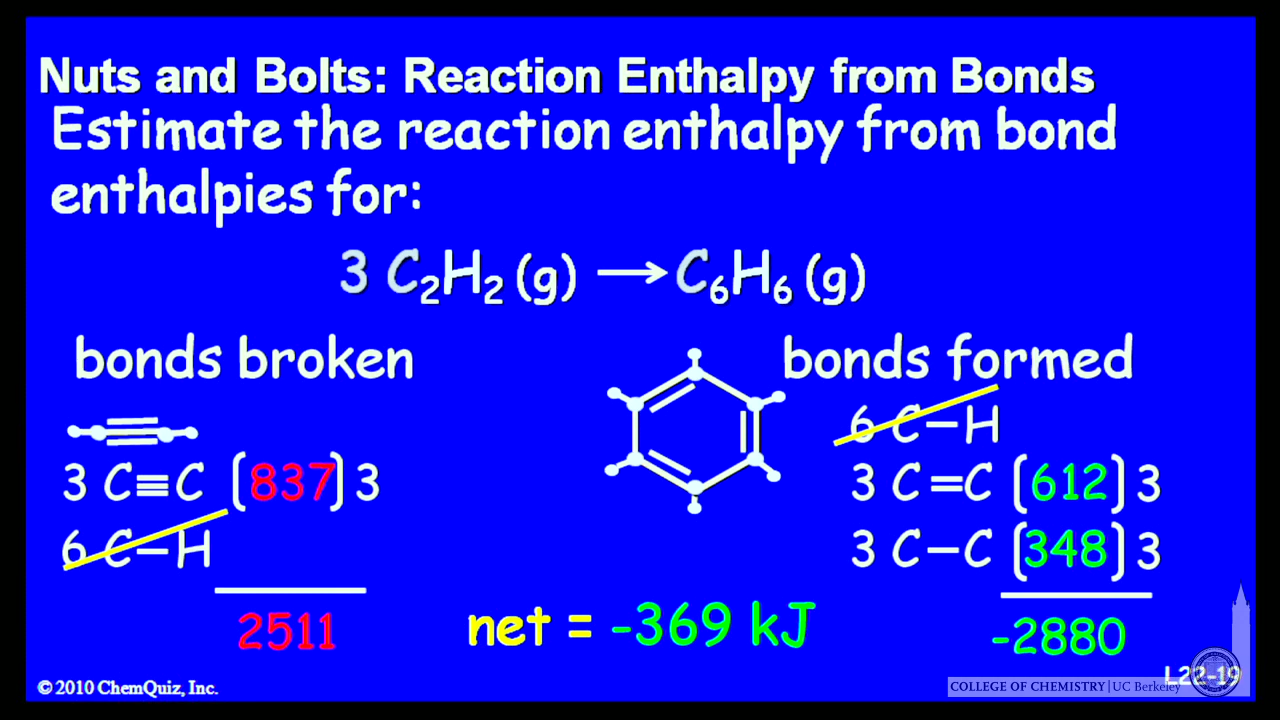 Nuts and Bolts: Reaction Enthalpy from Bonds
Estimate the reaction enthalpy from bond
enthalpies for:
3 C₂H₂ (g) → C₆H₆ (g)
bonds broken
3 C≡C (837) 3
6 C−H
2511
bonds formed
6 C−H
3 C=C (612) 3
3 C−C (348) 3
-2880
net = -369 kJ
© 2010 ChemQuiz, Inc.
L22-19
COLLEGE OF CHEMISTRY | UC Berkeley